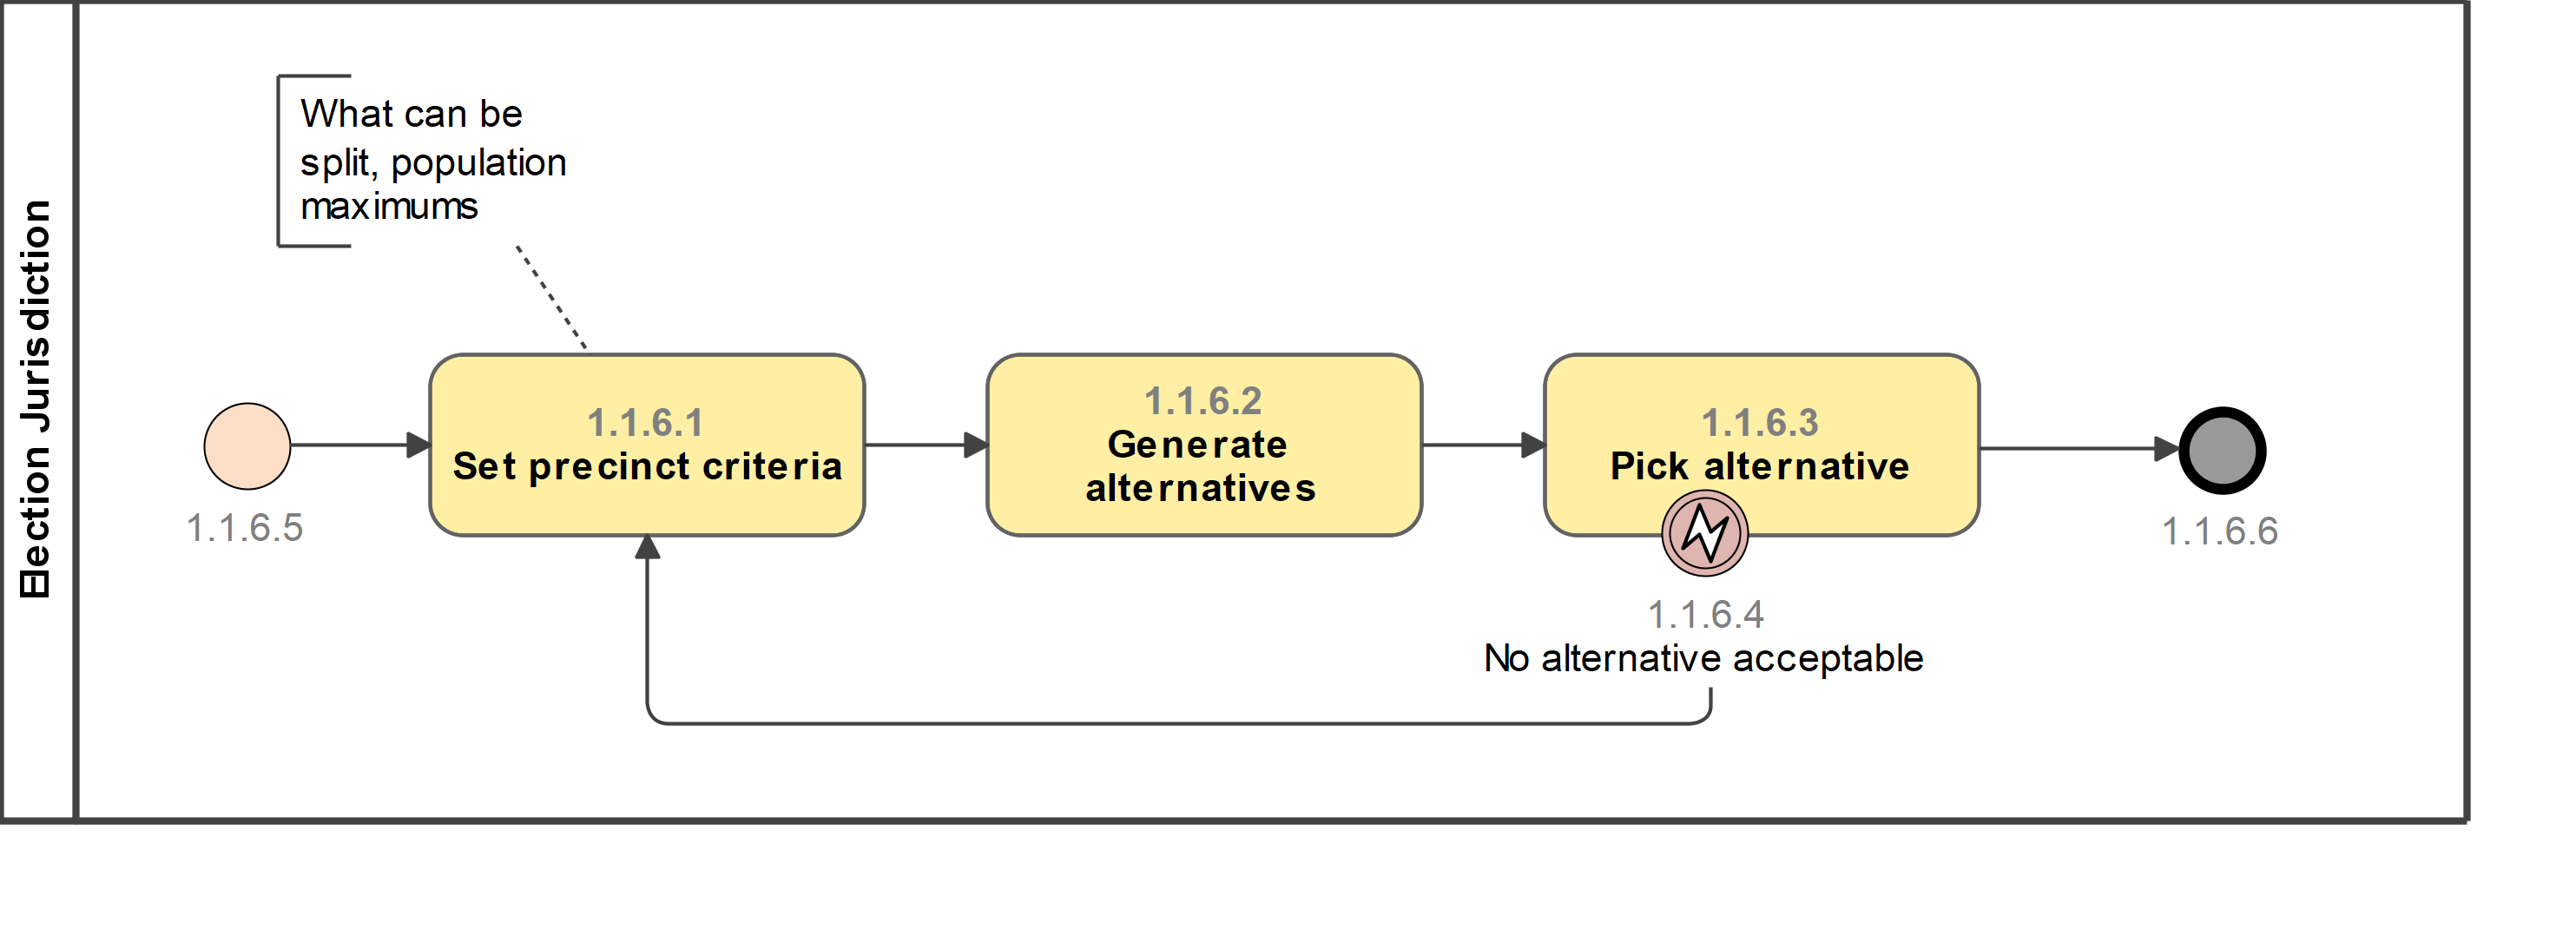 Election Jurisdiction
What can be
split, population
maximums
1.1.6.5
1.1.6.1
Set precinct criteria
1.1.6.2
Generate
alternatives
1.1.6.3
Pick alternative
1.1.6.4
No alternative acceptable
1.1.6.6